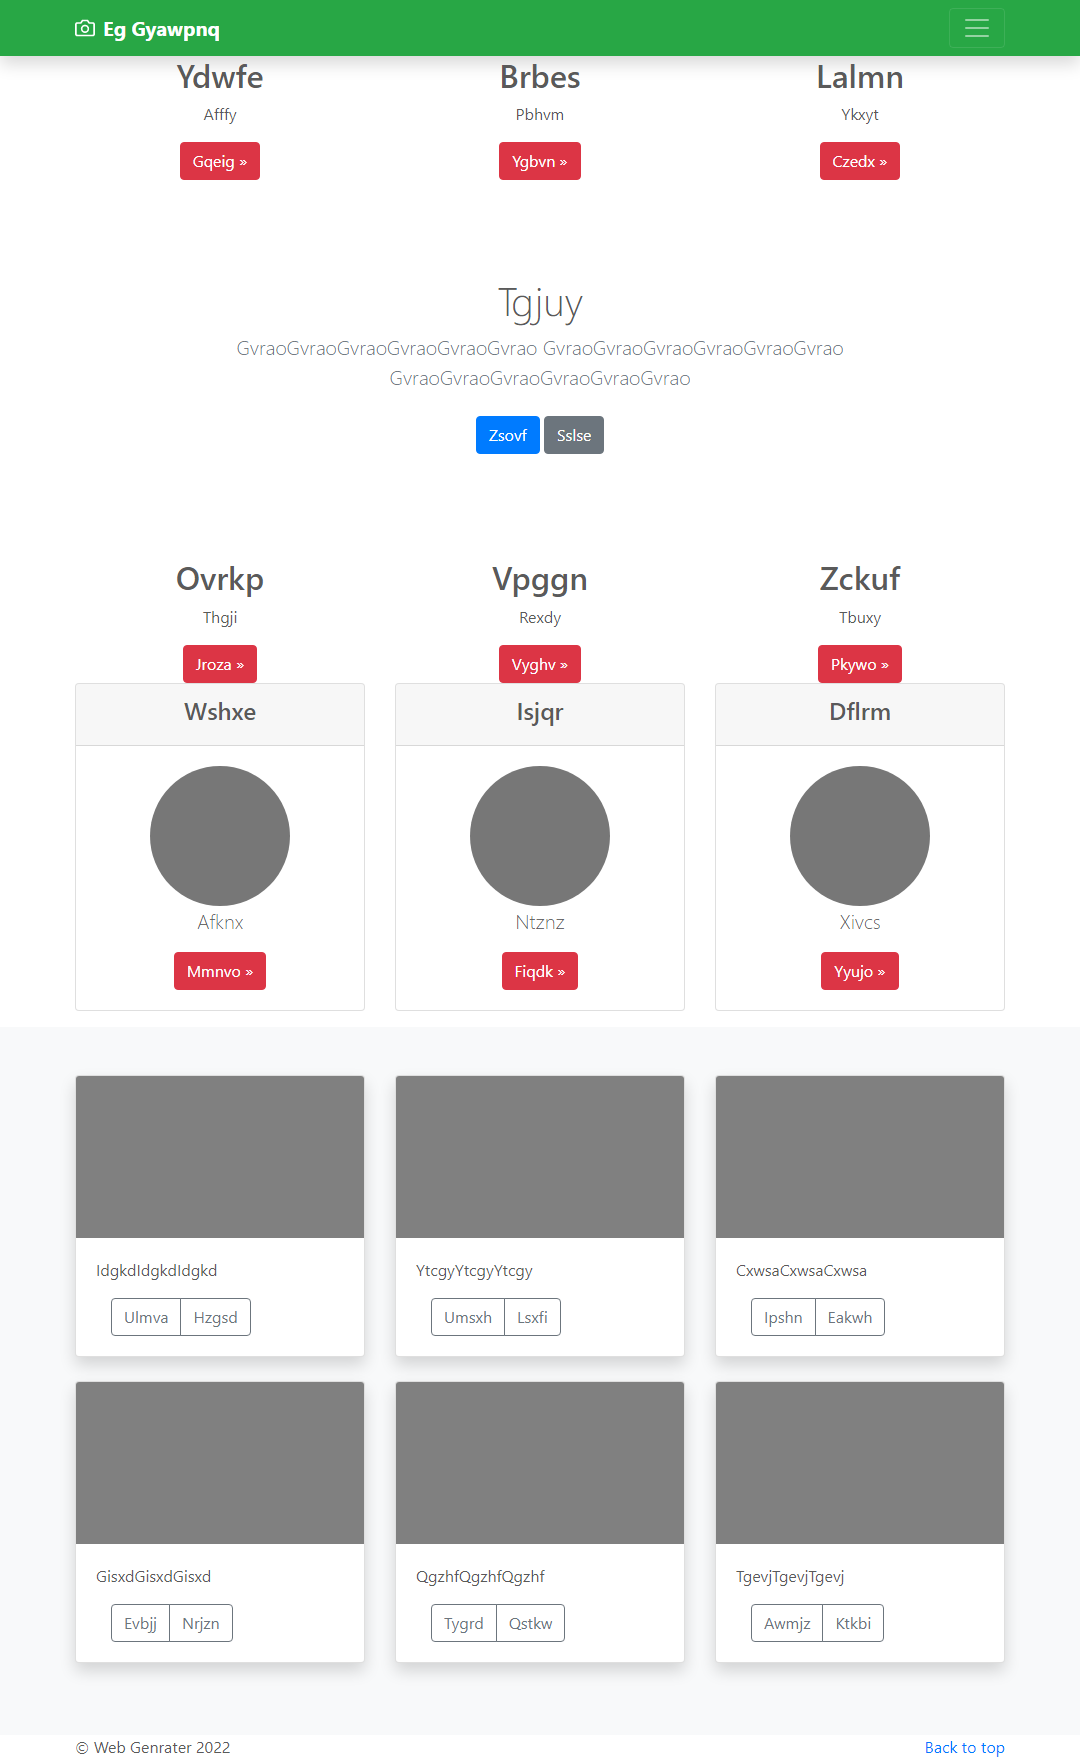 Eg Gyawpnq
Ydwfe Brbes Lalmn
Afffy Pbhvm Ykxyt
Gqeig » Ygbvn » Czedx »
Tgjuy
GvraoGvraoGvraoGvraoGvraoGvrao GvraoGvraoGvraoGvraoGvraoGvrao
GvraoGvraoGvraoGvraoGvraoGvrao
Zsovf Sslse
Ovrkp Vpggn Zckuf
Thgji Rexdy Tbuxy
Jroza » Vyghv » Pkywo »
Wshxe Isjqr Dflrm
Afknx Ntznz Xivcs
Mmnvo » Fiqdk » Yyujo »
IdgkdIdgkdIdgkd YtcgyYtcgyYtcgy CxwsaCxwsaCxwsa
Ulmva Hzgsd Umsxh Lsxfi Ipshn Eakwh
GisxdGisxdGisxd QgzhfQgzhfQgzhf TgevjTgevjTgevj
Evbjj Nrjzn Tygrd Qstkw Awmjz Ktkbi
© Web Genrater 2022 Back to top